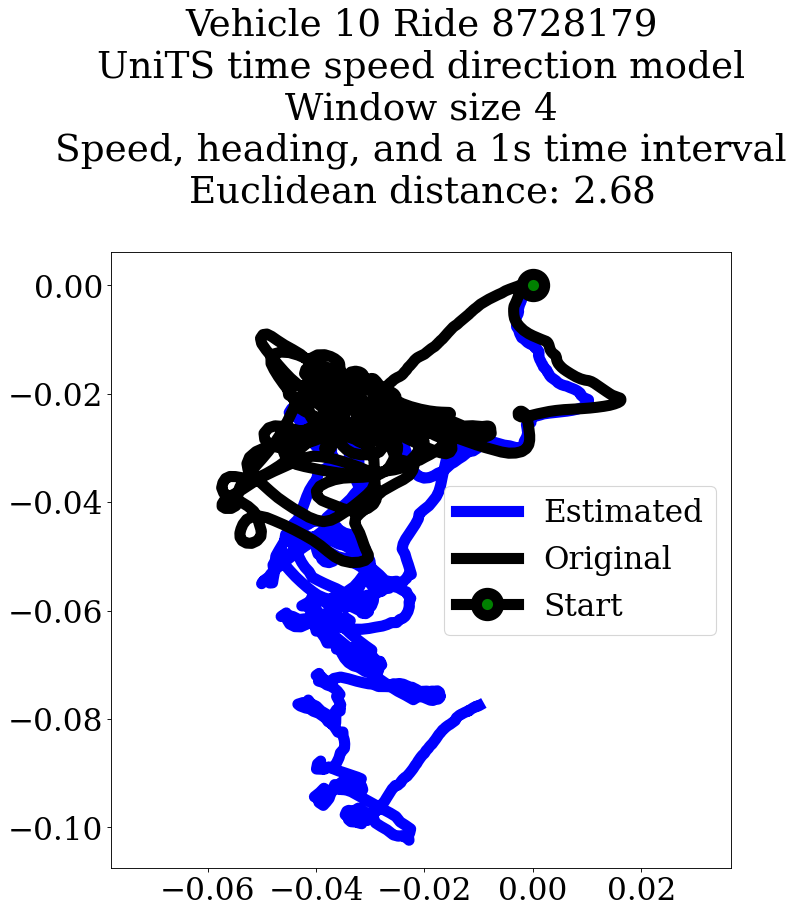 Vehicle 10 Ride 8728179
UniTS time speed direction model
Window size 4
Speed, heading, and a 1s time interval
Euclidean distance: 2.68
0.00
−0.02
−0.04
−0.06
−0.08
−0.10
Estimated
Original
Start
−0.06 −0.04 −0.02 0.00 0.02